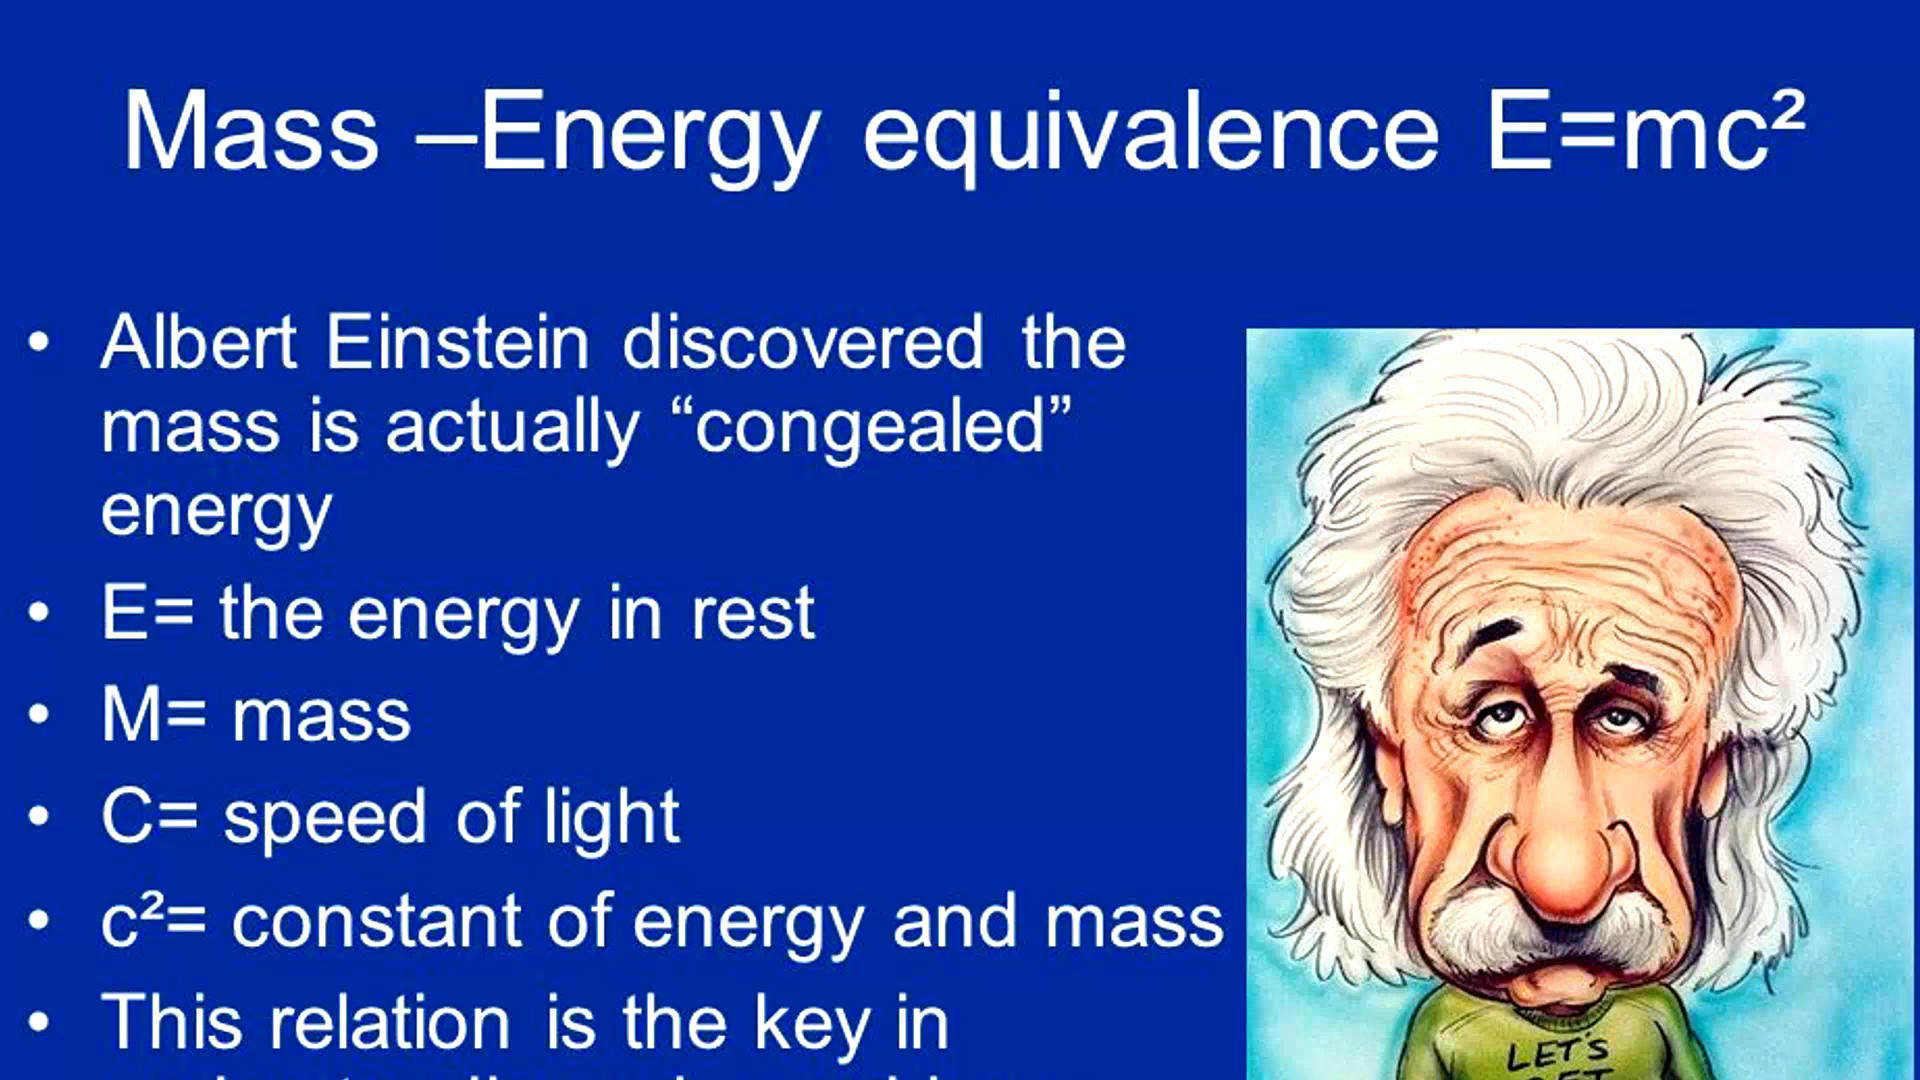 Mass –Energy equivalence E=mc²
• Albert Einstein discovered the
mass is actually “congealed”
energy
• E= the energy in rest
• M= mass
• C= speed of light
• c²= constant of energy and mass
• This relation is the key in
LET'S